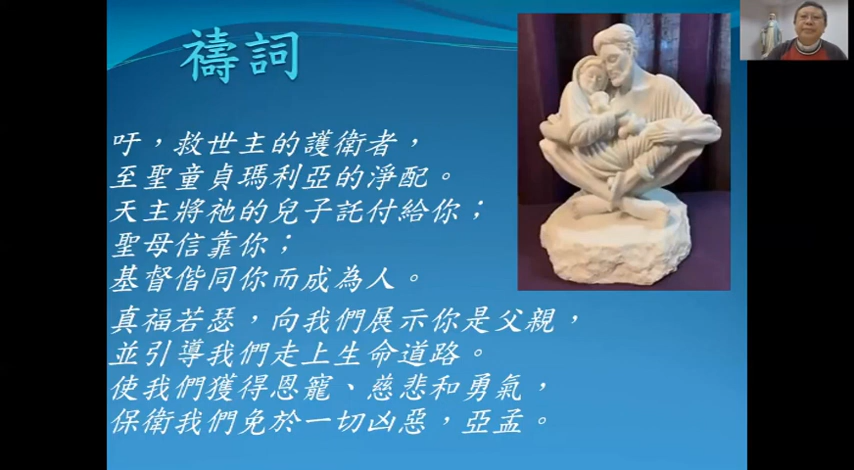 禱詞
吁，救世主的護衛者，
至聖童貞瑪利亞的淨配。
天主將祂的兒子託付給你；
聖母信靠你；
基督偕同你而成為人。
真福若瑟，向我們展示你是父親，
並引導我們走上生命道路。
使我們獲得恩寵、慈悲和勇氣，
保衛我們免於一切凶惡，亞孟。